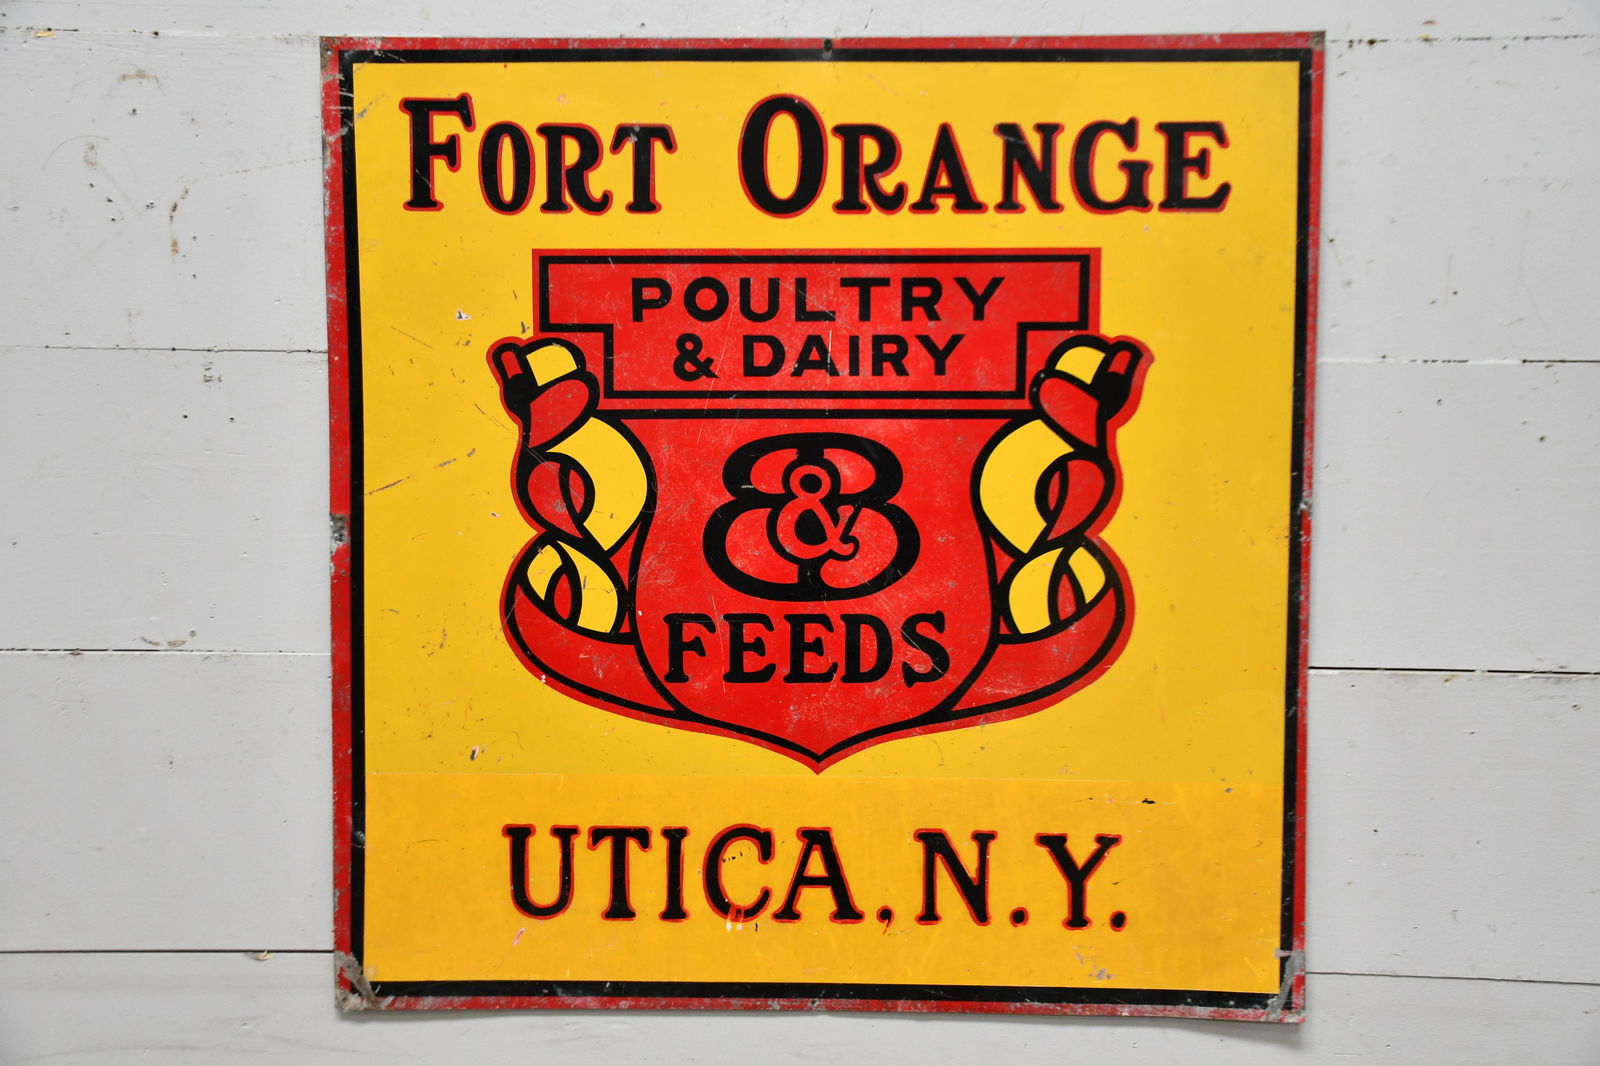 FORT ORANGE
POULTRY
& DAIRY
B&B
FEEDS
UTICA, N.Y.